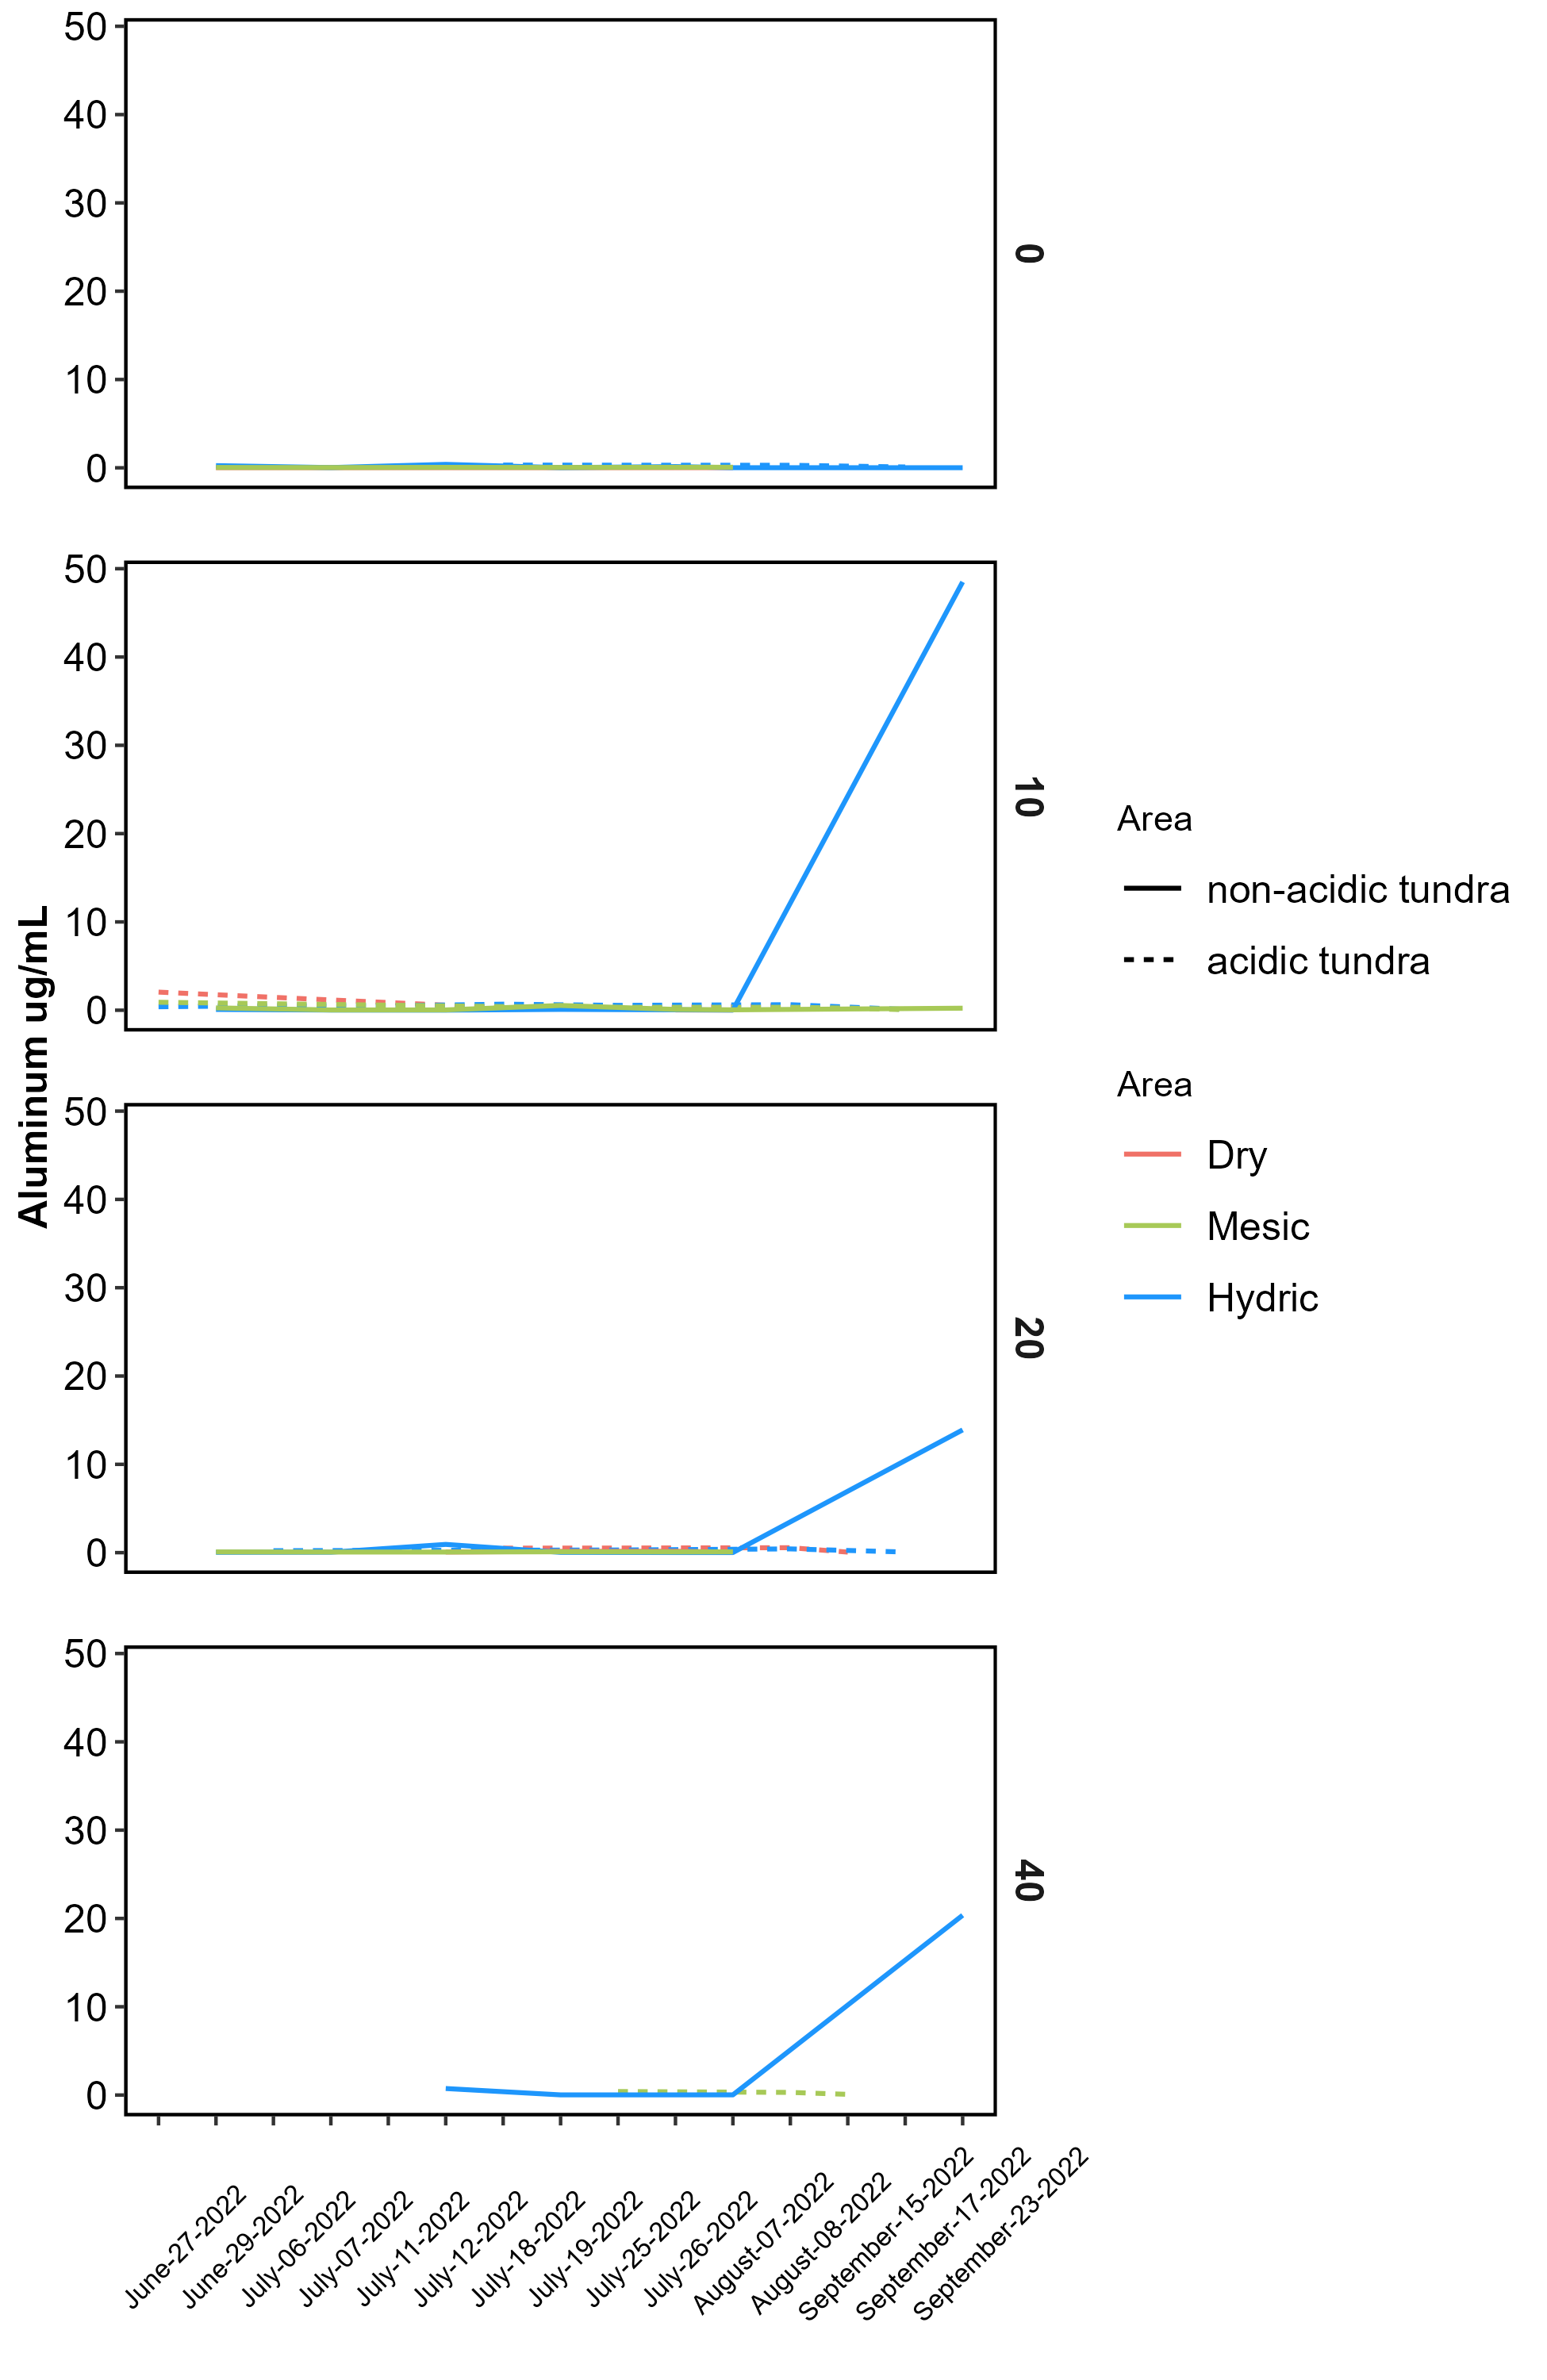 50
40
30
20
10
0
0
50
40
30
20
10
0
10
50
40
30
20
10
0
20
50
40
30
20
10
0
40
Aluminum ug/mL
June-27-2022
June-29-2022
July-06-2022
July-07-2022
July-11-2022
July-12-2022
July-18-2022
July-19-2022
July-25-2022
July-26-2022
August-07-2022
August-08-2022
September-15-2022
September-17-2022
September-23-2022
Area
non-acidic tundra
acidic tundra
Area
Dry
Mesic
Hydric